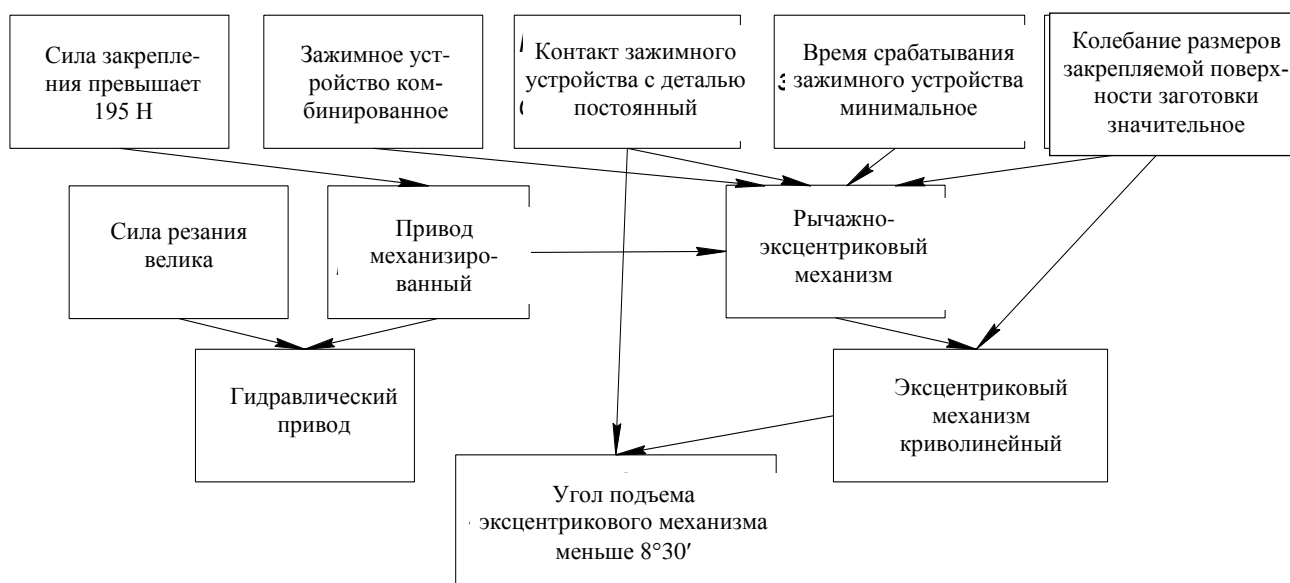 Сила закрепле-
ния превышает
195 Н
Зажимное уст-
ройство ком-
бинированное
Контакт зажимного
устройства с деталью
постоянный
Время срабатывания
зажимного устройства
минимальное
Колебание размеров
закрепляемой поверх-
ности заготовки
значительное
Сила резания
велика
Привод
механизиро-
ванный
Рычажно-
эксцентриковый
механизм
Гидравлический
привод
Эксцентриковый
механизм
криволинейный
Угол подъема
эксцентрикового механизма
меньше 8°30′